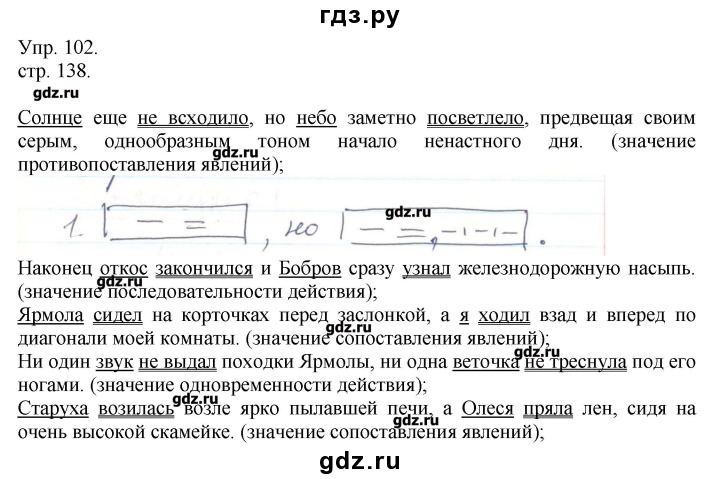 гдз.ру
Упр. 102.
стр. 138.
gdz.ru
Солнце еще не всходило, но небо заметно посветлело, предвещая своим
серым, однообразным тоном начало ненастного дня. (значение
gdz.ru
противопоставления явлений);
gdz.ru
1. [ — = ], но [ — = , –ı–ı– ].
Наконец откос закончился и Бобров сразу узнал железнодорожную насыпь.
gdz.ru gdz.ru
(значение последовательности действия);
Ярмола сидел на корточках перед заслонкой, а я ходил взад и вперед по
диагонали моей комнаты. (значение сопоставления явлений);
gdz.ru
Ни один звук не выдал походки Ярмолы, ни одна веточка не треснула под его
ногами. (значение одновременности действия);
gdz.ru
Старуха возилась возле ярко пылавшей печи, а Олеся пряла лен, сидя на
gdz.ru
очень высокой скамейке. (значение сопоставления явлений);
gdz.ru